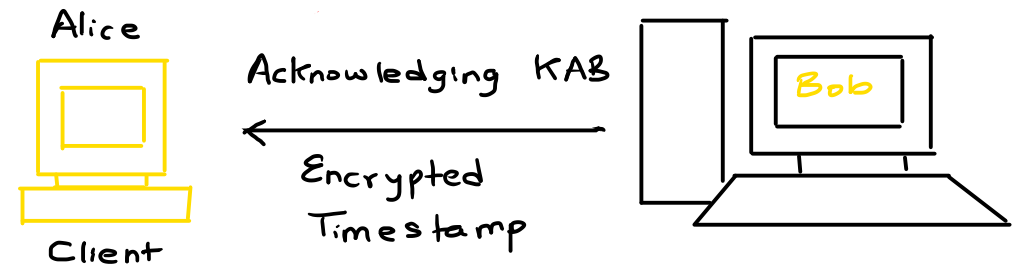 Alice
Acknowledging KAB
Bob
Encrypted
Timestamp
Client